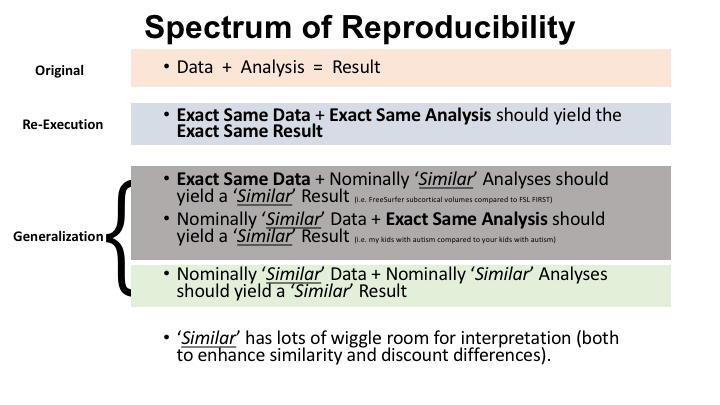 Spectrum of Reproducibility
Original
• Data + Analysis = Result
Re-Execution
• Exact Same Data + Exact Same Analysis should yield the
Exact Same Result
Generalization
• Exact Same Data + Nominally ‘Similar’ Analyses should
yield a ‘Similar’ Result (i.e. FreeSurfer subcortical volumes compared to FSL FIRST)
• Nominally ‘Similar’ Data + Exact Same Analysis should
yield a ‘Similar’ Result (i.e. my kids with autism compared to your kids with autism)
• Nominally ‘Similar’ Data + Nominally ‘Similar’ Analyses
should yield a ‘Similar’ Result
• ‘Similar’ has lots of wiggle room for interpretation (both
to enhance similarity and discount differences).